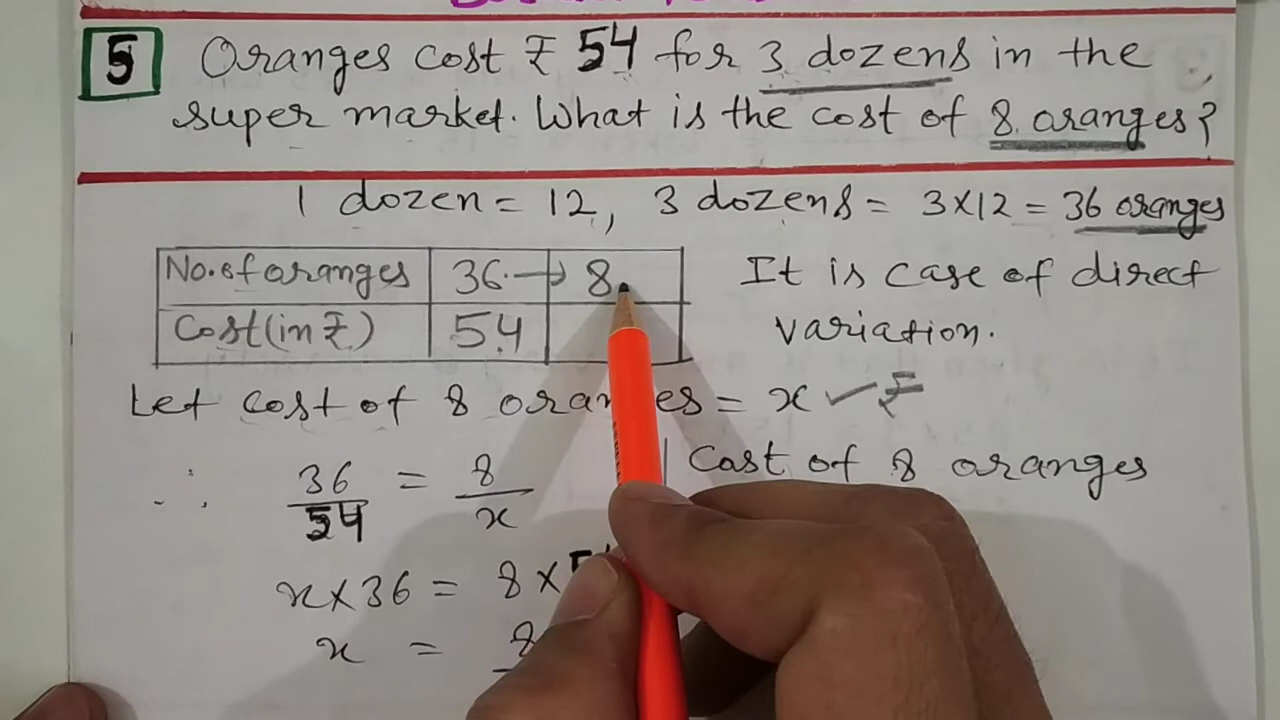 5 Oranges cost ₹ 54 for 3 dozens in the
super market. What is the cost of 8 oranges?
1 dozen = 12, 3 dozens = 3×12 = 36 oranges
No. of oranges 36 → 8
Cost (in ₹) 54
It is case of direct
variation.
Let cost of 8 oranges = x ✓ ₹
∴ 36/54 = 8/x
Cost of 8 oranges
x×36 = 8×
x = 8